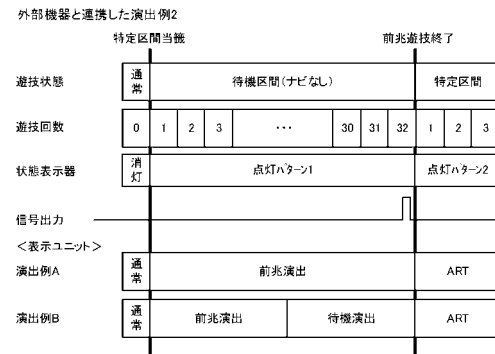 外部機器と連携した演出例2
特定区間当籤 前兆遊技終了
遊技状態 通常 待機区間(ナビなし) 特定区間
遊技回数 0 1 2 3 ・・・ 30 31 32 1 2 3
状態表示器 消灯 点灯パターン1 点灯パターン2
信号出力
<表示ユニット>
演出例A 通常 前兆演出 ART
演出例B 通常 前兆演出 待機演出 ART